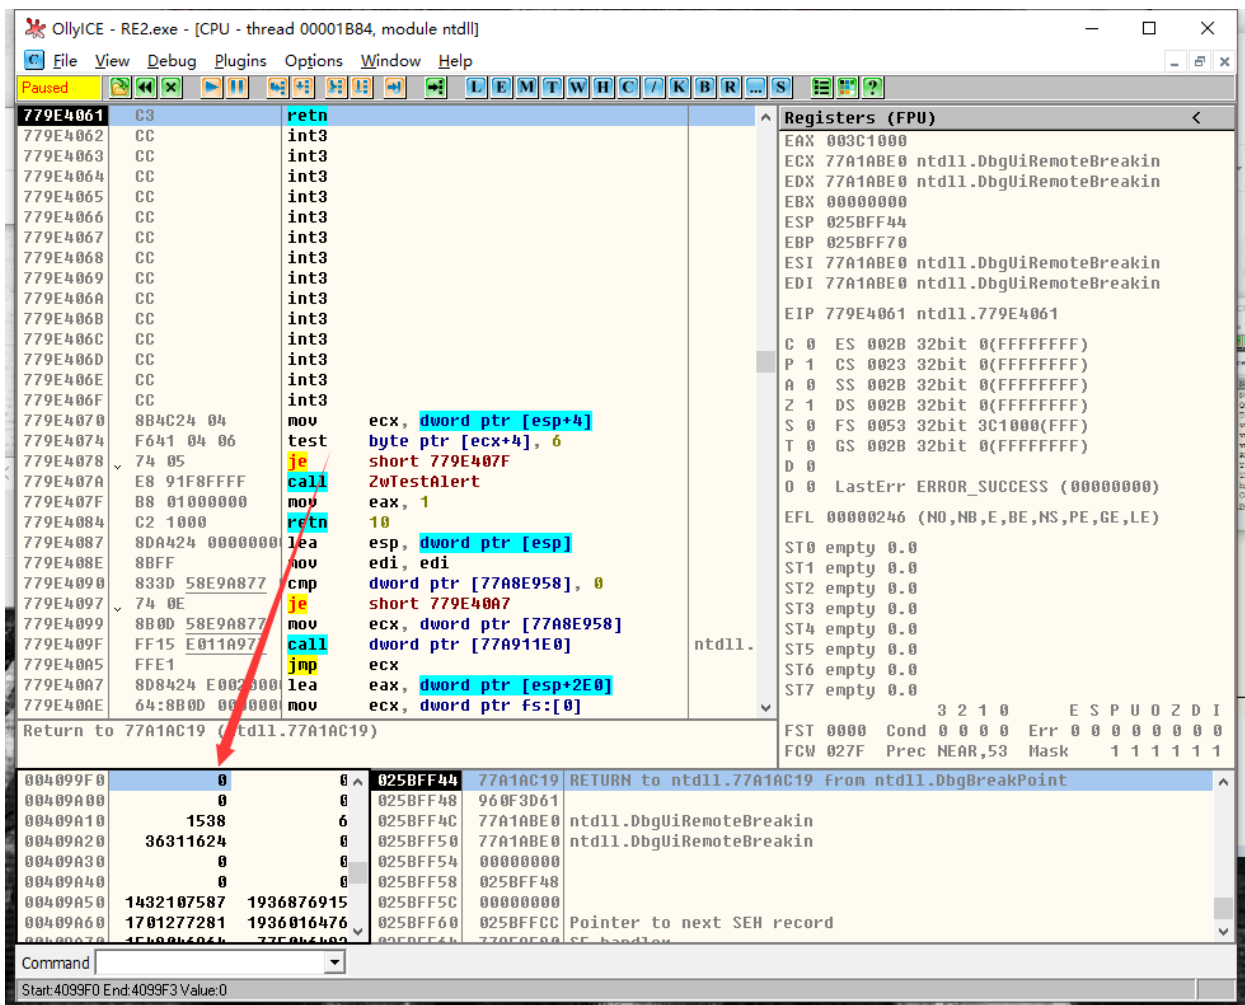 OllyICE - RE2.exe - [CPU - thread 00001B84, module ntdll]
File View Debug Plugins Options Window Help
Paused L E M T W H C / K B R ... S ?
779E4061 C3 retn
779E4062 CC int3
779E4063 CC int3
779E4064 CC int3
779E4065 CC int3
779E4066 CC int3
779E4067 CC int3
779E4068 CC int3
779E4069 CC int3
779E406A CC int3
779E406B CC int3
779E406C CC int3
779E406D CC int3
779E406E CC int3
779E406F CC int3
779E4070 8B4C24 04 mov ecx, dword ptr [esp+4]
779E4074 F641 04 06 test byte ptr [ecx+4], 6
779E4078 74 05 je short 779E407F
779E407A E8 91F8FFFF call ZwTestAlert
779E407F B8 01000000 mov eax, 1
779E4084 C2 1000 retn 10
779E4087 8DA424 0000000 lea esp, dword ptr [esp]
779E408E 8BFF mov edi, edi
779E4090 833D 58E9A877 cmp dword ptr [77A8E958], 0
779E4097 74 0E je short 779E40A7
779E4099 8B0D 58E9A877 mov ecx, dword ptr [77A8E958]
779E409F FF15 E011A977 call dword ptr [77A911E0] ntdll.
779E40A5 FFE1 jmp ecx
779E40A7 8D8424 E002000 lea eax, dword ptr [esp+2E0]
779E40AE 64:8B0D 000000 mov ecx, dword ptr fs:[0]
Return to 77A1AC19 (ntdll.77A1AC19)
Registers (FPU) <
EAX 003C1000
ECX 77A1ABE0 ntdll.DbgUiRemoteBreakin
EDX 77A1ABE0 ntdll.DbgUiRemoteBreakin
EBX 00000000
ESP 025BFF44
EBP 025BFF70
ESI 77A1ABE0 ntdll.DbgUiRemoteBreakin
EDI 77A1ABE0 ntdll.DbgUiRemoteBreakin
EIP 779E4061 ntdll.779E4061
C 0 ES 002B 32bit 0(FFFFFFFF)
P 1 CS 0023 32bit 0(FFFFFFFF)
A 0 SS 002B 32bit 0(FFFFFFFF)
Z 1 DS 002B 32bit 0(FFFFFFFF)
S 0 FS 0053 32bit 3C1000(FFF)
T 0 GS 002B 32bit 0(FFFFFFFF)
D 0
O 0 LastErr ERROR_SUCCESS (00000000)
EFL 00000246 (NO,NB,E,BE,NS,PE,GE,LE)
ST0 empty 0.0
ST1 empty 0.0
ST2 empty 0.0
ST3 empty 0.0
ST4 empty 0.0
ST5 empty 0.0
ST6 empty 0.0
ST7 empty 0.0
3 2 1 0 E S P U O Z D I
FST 0000 Cond 0 0 0 0 Err 0 0 0 0 0 0 0 0
FCW 027F Prec NEAR,53 Mask 1 1 1 1 1 1
004099F0 0 0
00409A00 0 0
00409A10 1538 6
00409A20 36311624 0
00409A30 0 0
00409A40 0 0
00409A50 1432107587 1936876915
00409A60 1701277281 1936016476
025BFF44 77A1AC19 RETURN to ntdll.77A1AC19 from ntdll.DbgBreakPoint
025BFF48 960F3D61
025BFF4C 77A1ABE0 ntdll.DbgUiRemoteBreakin
025BFF50 77A1ABE0 ntdll.DbgUiRemoteBreakin
025BFF54 00000000
025BFF58 025BFF48
025BFF5C 00000000
025BFF60 025BFFCC Pointer to next SEH record
Command
Start:4099F0 End:4099F3 Value:0